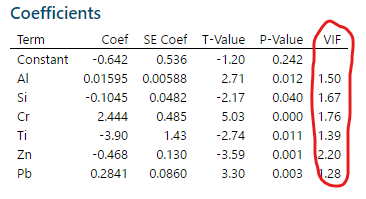 Coefficients
Term Coef SE Coef T-Value P-Value VIF
Constant -0.642 0.536 -1.20 0.242
Al 0.01595 0.00588 2.71 0.012 1.50
Si -0.1045 0.0482 -2.17 0.040 1.67
Cr 2.444 0.485 5.03 0.000 1.76
Ti -3.90 1.43 -2.74 0.011 1.39
Zn -0.468 0.130 -3.59 0.001 2.20
Pb 0.2841 0.0860 3.30 0.003 1.28